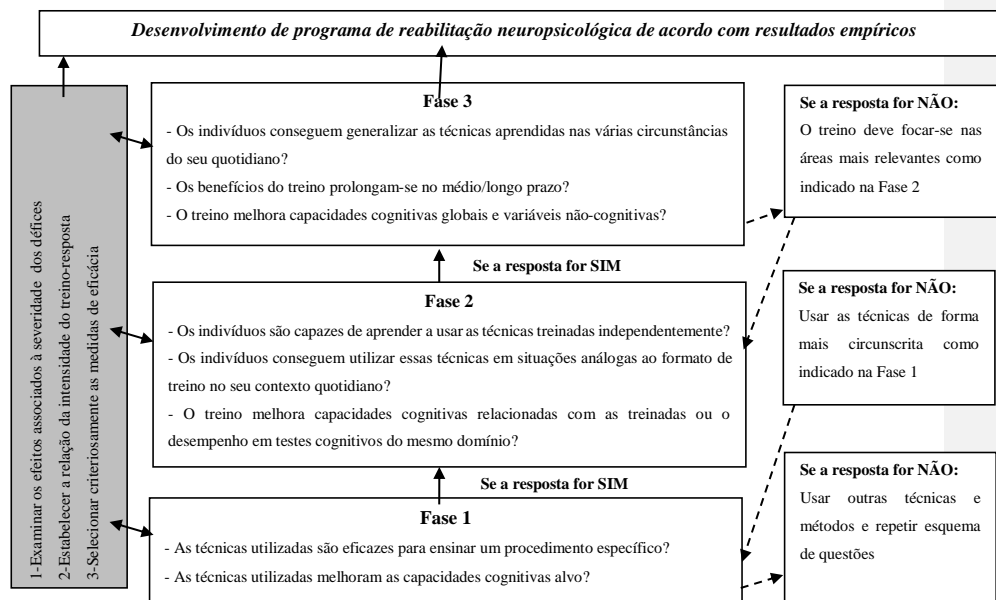 Desenvolvimento de programa de reabilitação neuropsicológica de acordo com resultados empíricos
1-Examinar os efeitos associados à severidade dos défices
2-Estabelecer a relação da intensidade do treino-resposta
3-Selecionar criteriosamente as medidas de eficácia
Fase 3
- Os indivíduos conseguem generalizar as técnicas aprendidas nas várias circunstâncias
do seu quotidiano?
- Os benefícios do treino prolongam-se no médio/longo prazo?
- O treino melhora capacidades cognitivas globais e variáveis não-cognitivas?
Se a resposta for NÃO:
O treino deve focar-se nas
áreas mais relevantes como
indicado na Fase 2
Se a resposta for SIM
Fase 2
- Os indivíduos são capazes de aprender a usar as técnicas treinadas independentemente?
- Os indivíduos conseguem utilizar essas técnicas em situações análogas ao formato de
treino no seu contexto quotidiano?
- O treino melhora capacidades cognitivas relacionadas com as treinadas ou o
desempenho em testes cognitivos do mesmo domínio?
Se a resposta for NÃO:
Usar as técnicas de forma
mais circunscrita como
indicado na Fase 1
Se a resposta for SIM
Fase 1
- As técnicas utilizadas são eficazes para ensinar um procedimento específico?
- As técnicas utilizadas melhoram as capacidades cognitivas alvo?
Se a resposta for NÃO:
Usar outras técnicas e
métodos e repetir esquema
de questões